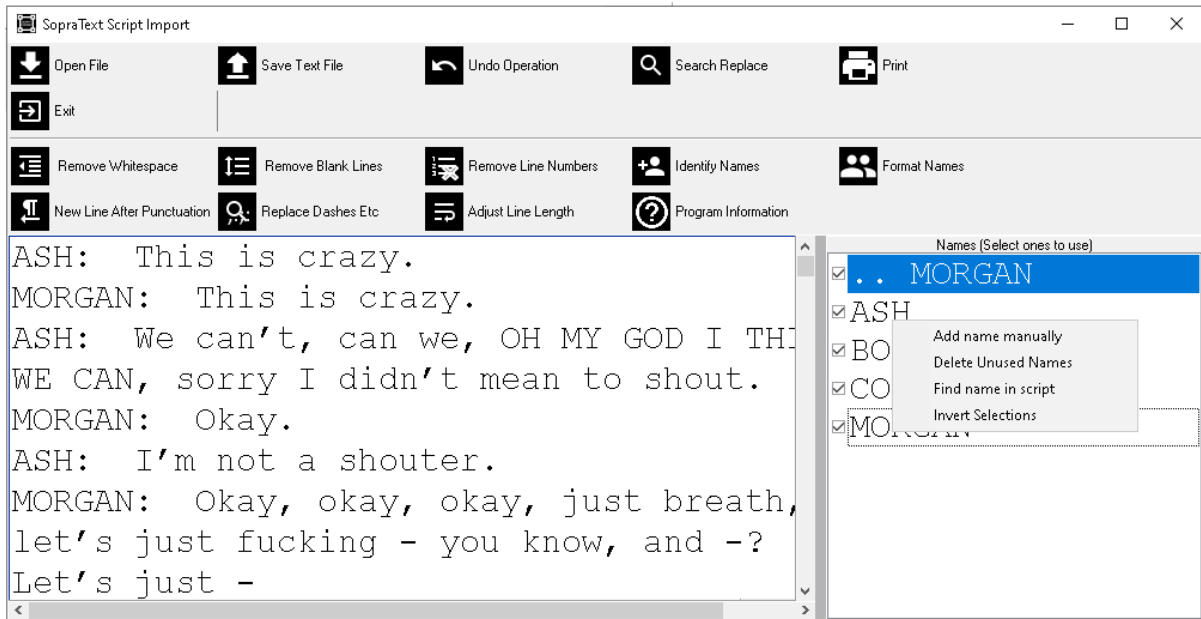 SopraText Script Import
Open File
Save Text File
Undo Operation
Search Replace
Print
Exit
Remove Whitespace
Remove Blank Lines
Remove Line Numbers
Identify Names
Format Names
New Line After Punctuation
Replace Dashes Etc
Adjust Line Length
Program Information
ASH:  This is crazy.
MORGAN:  This is crazy.
ASH:  We can't, can we, OH MY GOD I THI
WE CAN, sorry I didn't mean to shout.
MORGAN:  Okay.
ASH:  I'm not a shouter.
MORGAN:  Okay, okay, okay, just breath,
let's just fucking - you know, and -?
Let's just -
Names (Select ones to use)
.. MORGAN
ASH
BO
CO
MORGAN
Add name manually
Delete Unused Names
Find name in script
Invert Selections